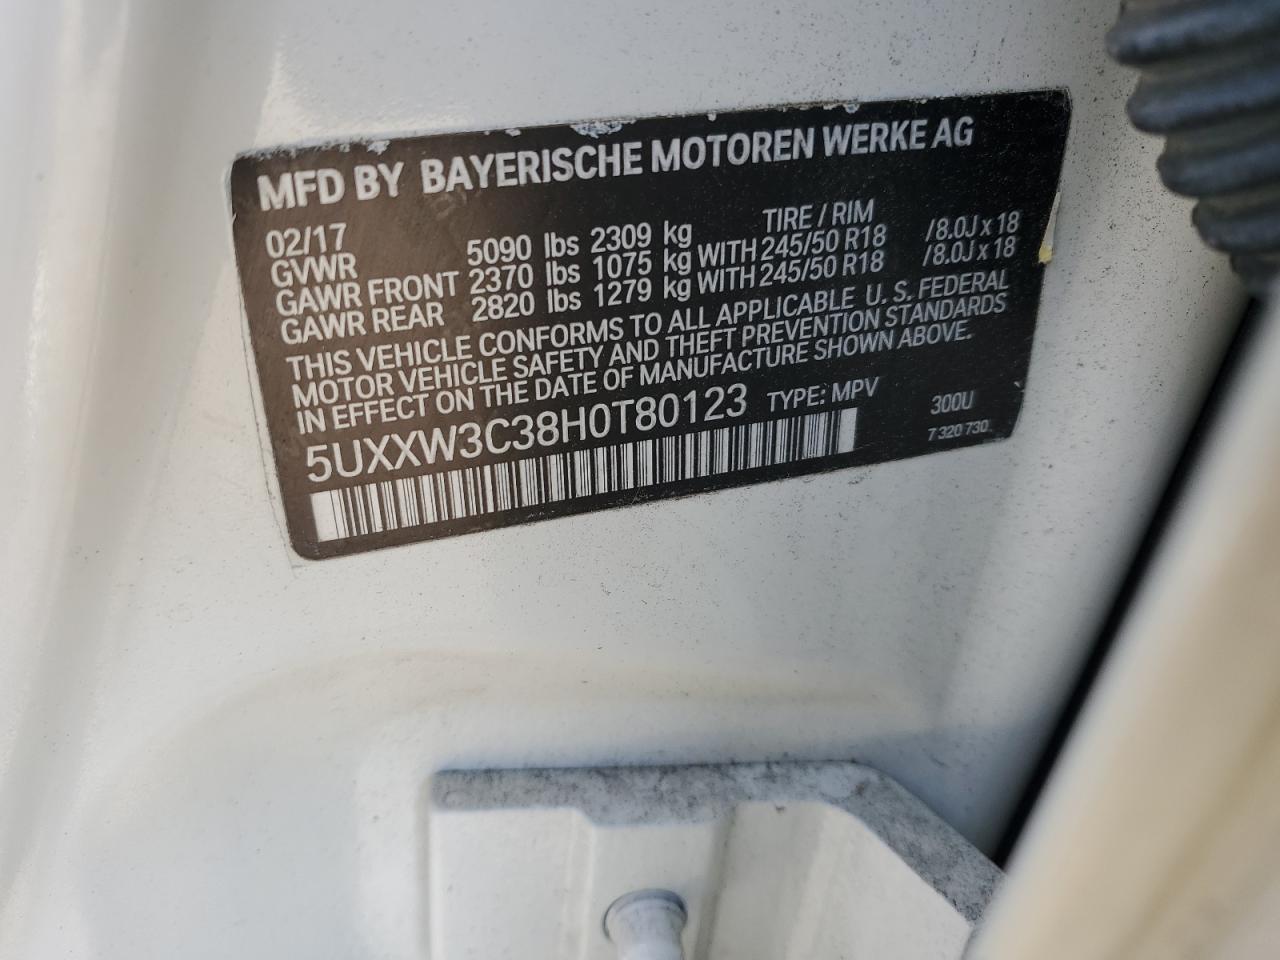 MFD BY BAYERISCHE MOTOREN WERKE AG
02/17 TIRE / RIM
GVWR 5090 lbs 2309 kg
GAWR FRONT 2370 lbs 1075 kg WITH 245/50 R18 /8.0J x 18
GAWR REAR 2820 lbs 1279 kg WITH 245/50 R18 /8.0J x 18
THIS VEHICLE CONFORMS TO ALL APPLICABLE U. S. FEDERAL
MOTOR VEHICLE SAFETY AND THEFT PREVENTION STANDARDS
IN EFFECT ON THE DATE OF MANUFACTURE SHOWN ABOVE.
5UXXW3C38H0T80123 TYPE: MPV 300U
7 320 730